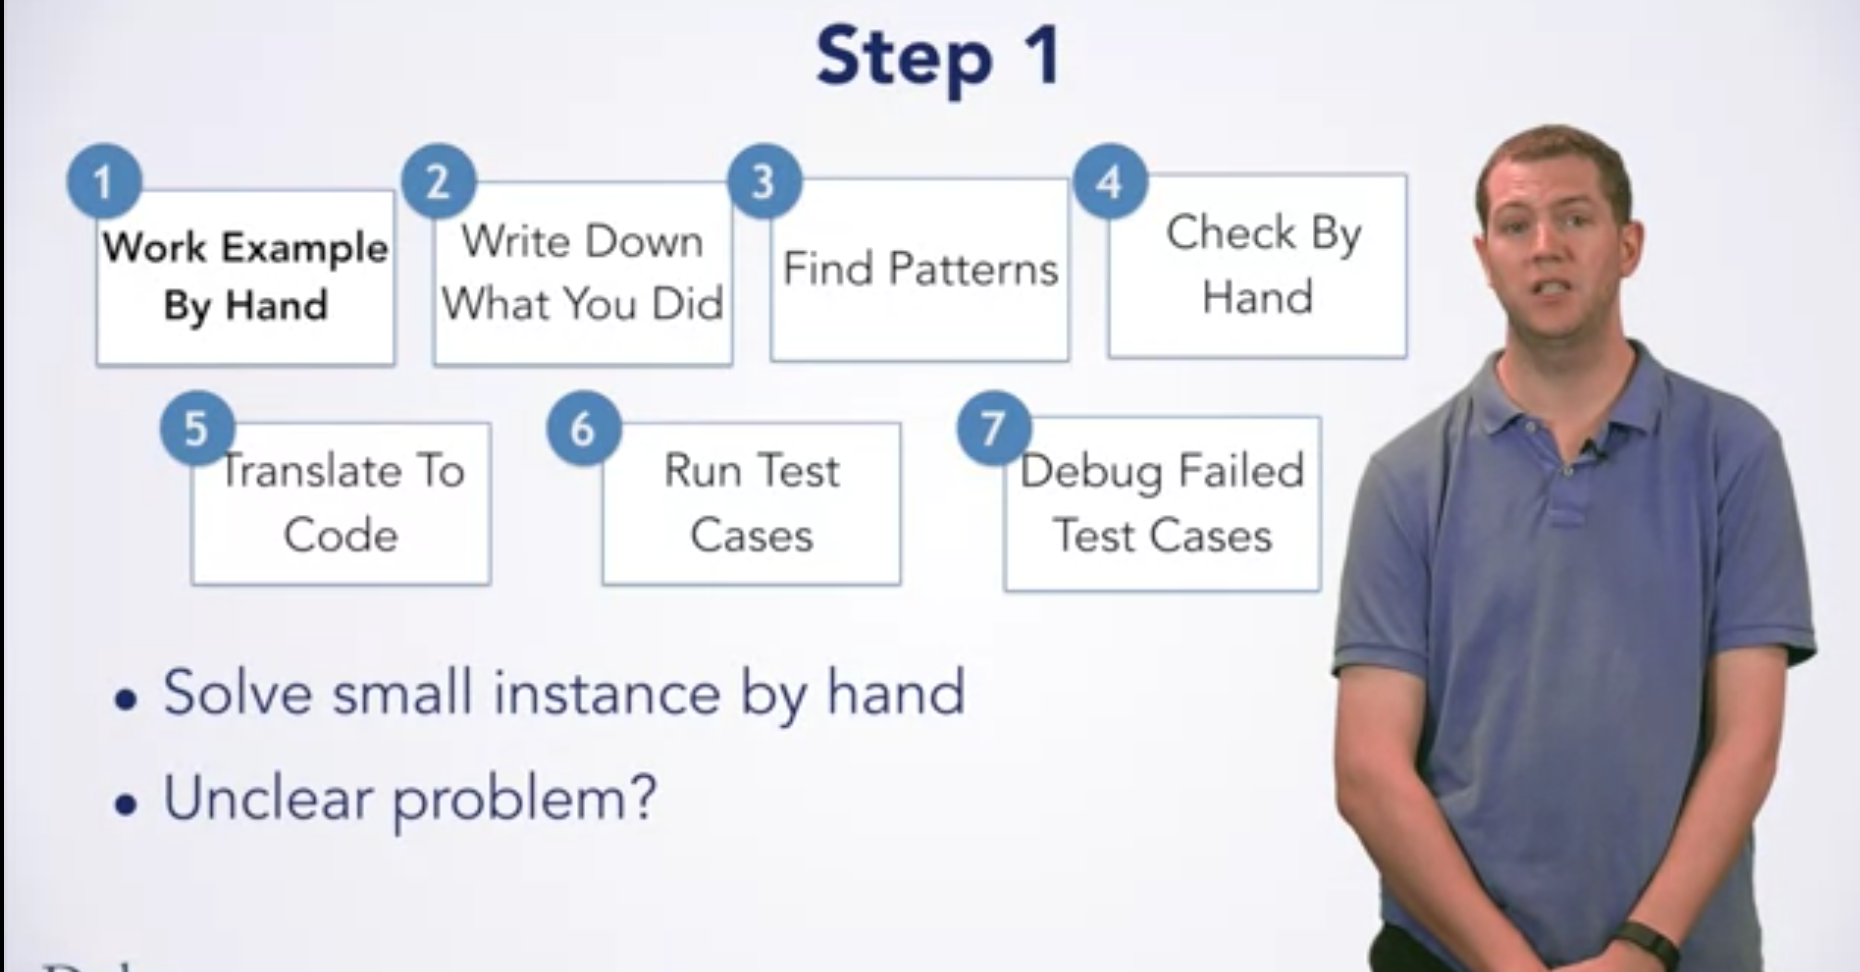 Step 1
1
Work Example
By Hand
2
Write Down
What You Did
3
Find Patterns
4
Check By
Hand
5
Translate To
Code
6
Run Test
Cases
7
Debug Failed
Test Cases
• Solve small instance by hand
• Unclear problem?